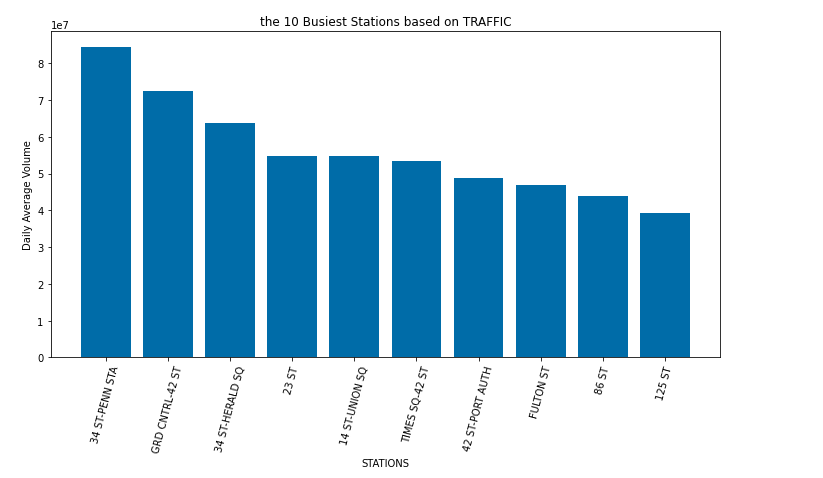 the 10 Busiest Stations based on TRAFFIC
1e7
8
7
6
5
4
3
2
1
0
Daily Average Volume
34 ST-PENN STA
GRD CNTRL-42 ST
34 ST-HERALD SQ
23 ST
14 ST-UNION SQ
TIMES SQ-42 ST
42 ST-PORT AUTH
FULTON ST
86 ST
125 ST
STATIONS